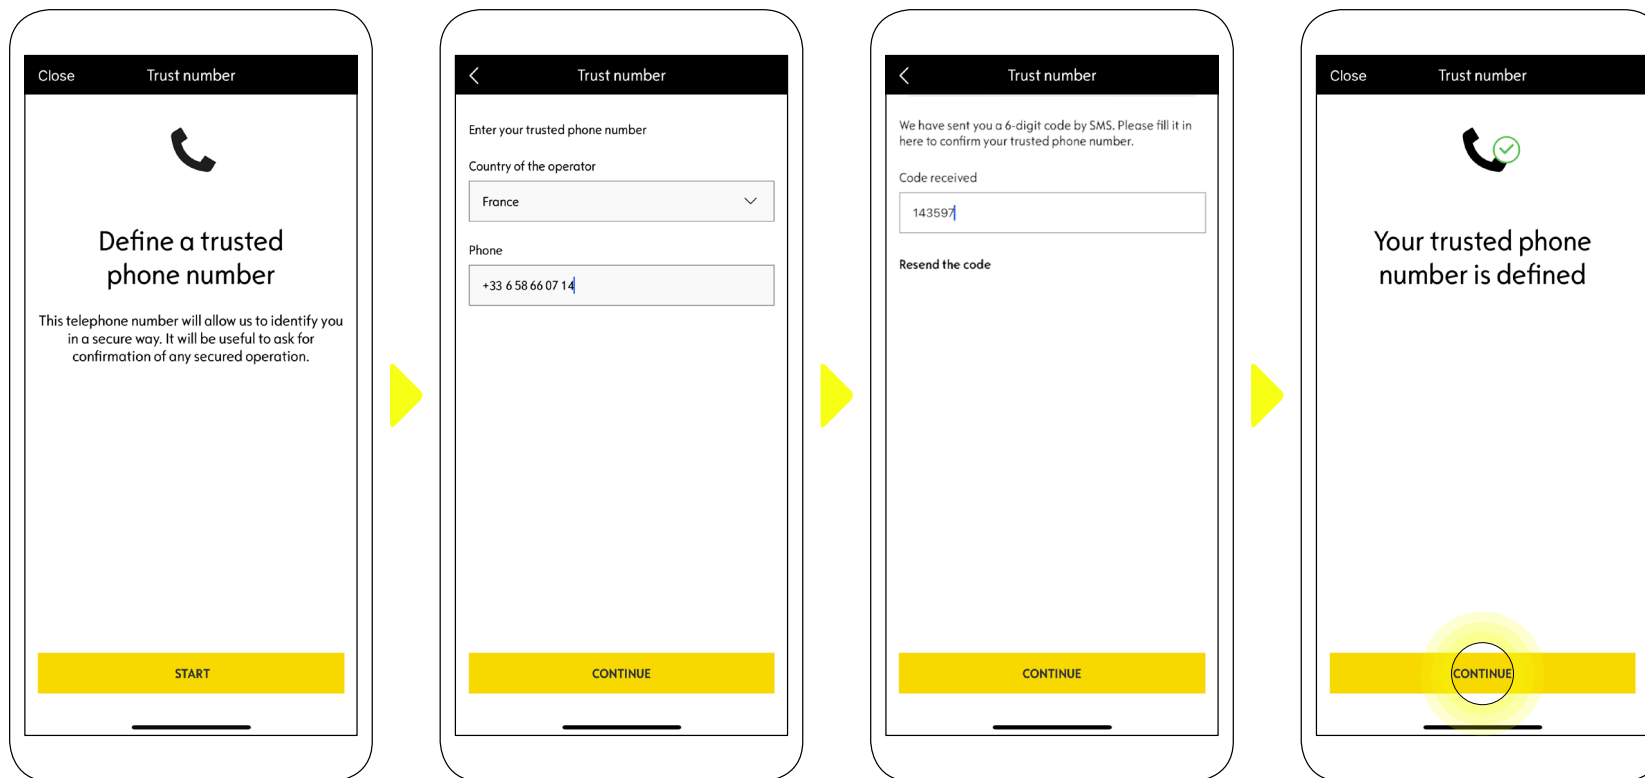 Close Trust number
Define a trusted
phone number
This telephone number will allow us to identify you
in a secure way. It will be useful to ask for
confirmation of any secured operation.
START
Trust number
Enter your trusted phone number
Country of the operator
France
Phone
+33 6 58 66 07 14
CONTINUE
Trust number
We have sent you a 6-digit code by SMS. Please fill it in
here to confirm your trusted phone number.
Code received
143597
Resend the code
CONTINUE
Close Trust number
Your trusted phone
number is defined
CONTINUE